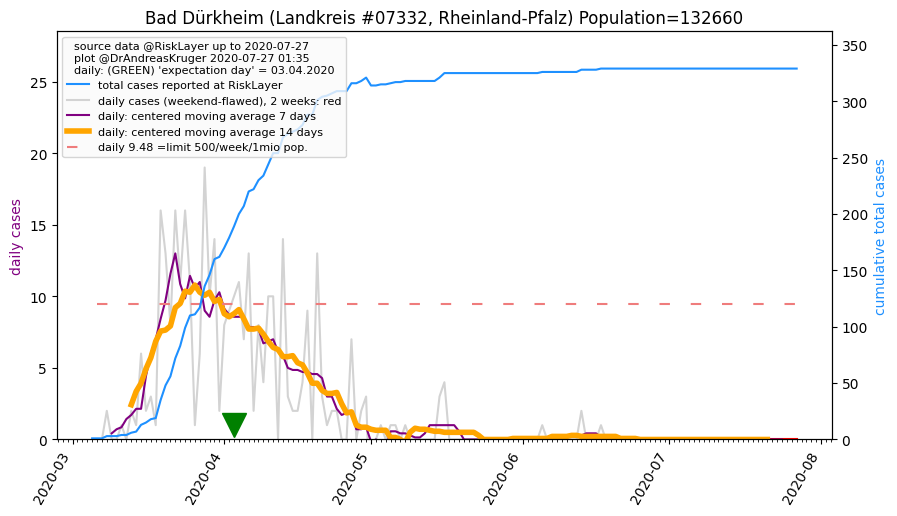 Bad Dürkheim (Landkreis #07332, Rheinland-Pfalz) Population=132660
source data @RiskLayer up to 2020-07-27
plot @DrAndreasKruger 2020-07-27 01:35
daily: (GREEN) 'expectation day' = 03.04.2020
total cases reported at RiskLayer
daily cases (weekend-flawed), 2 weeks: red
daily: centered moving average 7 days
daily: centered moving average 14 days
daily 9.48 =limit 500/week/1mio pop.
daily cases
25
20
15
10
5
0
350
300
250
200
150
100
50
0
cumulative total cases
2020-03
2020-04
2020-05
2020-06
2020-07
2020-08